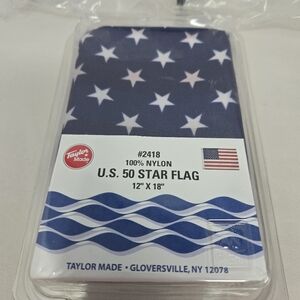 Taylor
Made
#2418
100% NYLON
U.S. 50 STAR FLAG
12" X 18"
TAYLOR MADE • GLOVERSVILLE, NY 12078